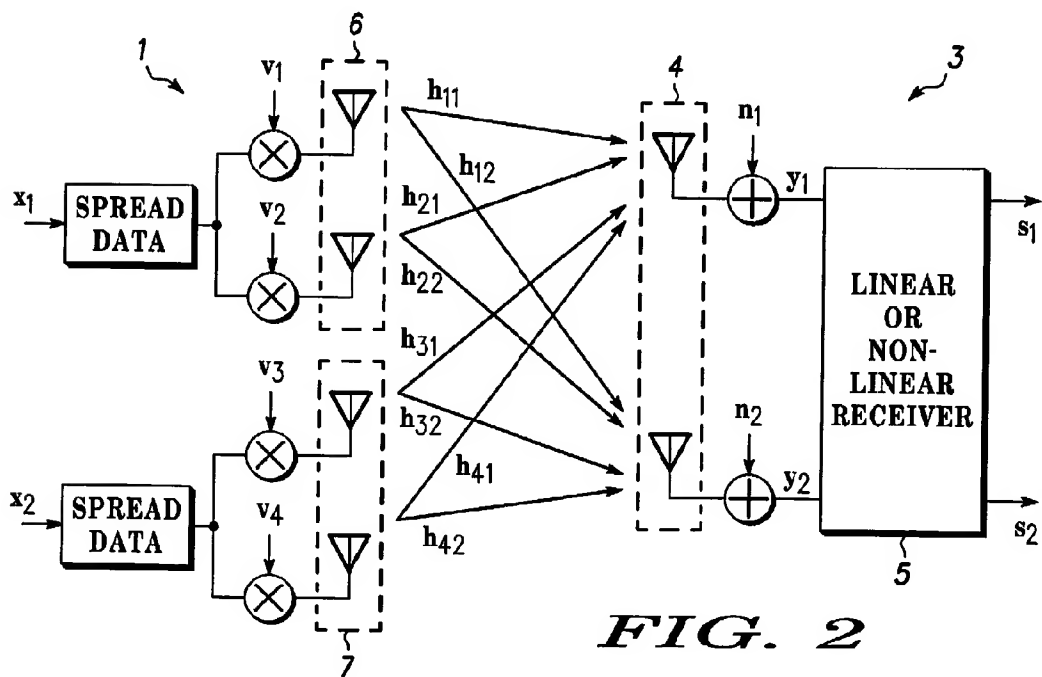 1
6
4
3
v1
h11
n1
h12
x1
SPREAD
DATA
v2
h21
y1
s1
h22
LINEAR
OR
NON-
LINEAR
RECEIVER
h31
v3
h32
n2
h41
x2
SPREAD
DATA
v4
y2
s2
h42
5
7
FIG. 2